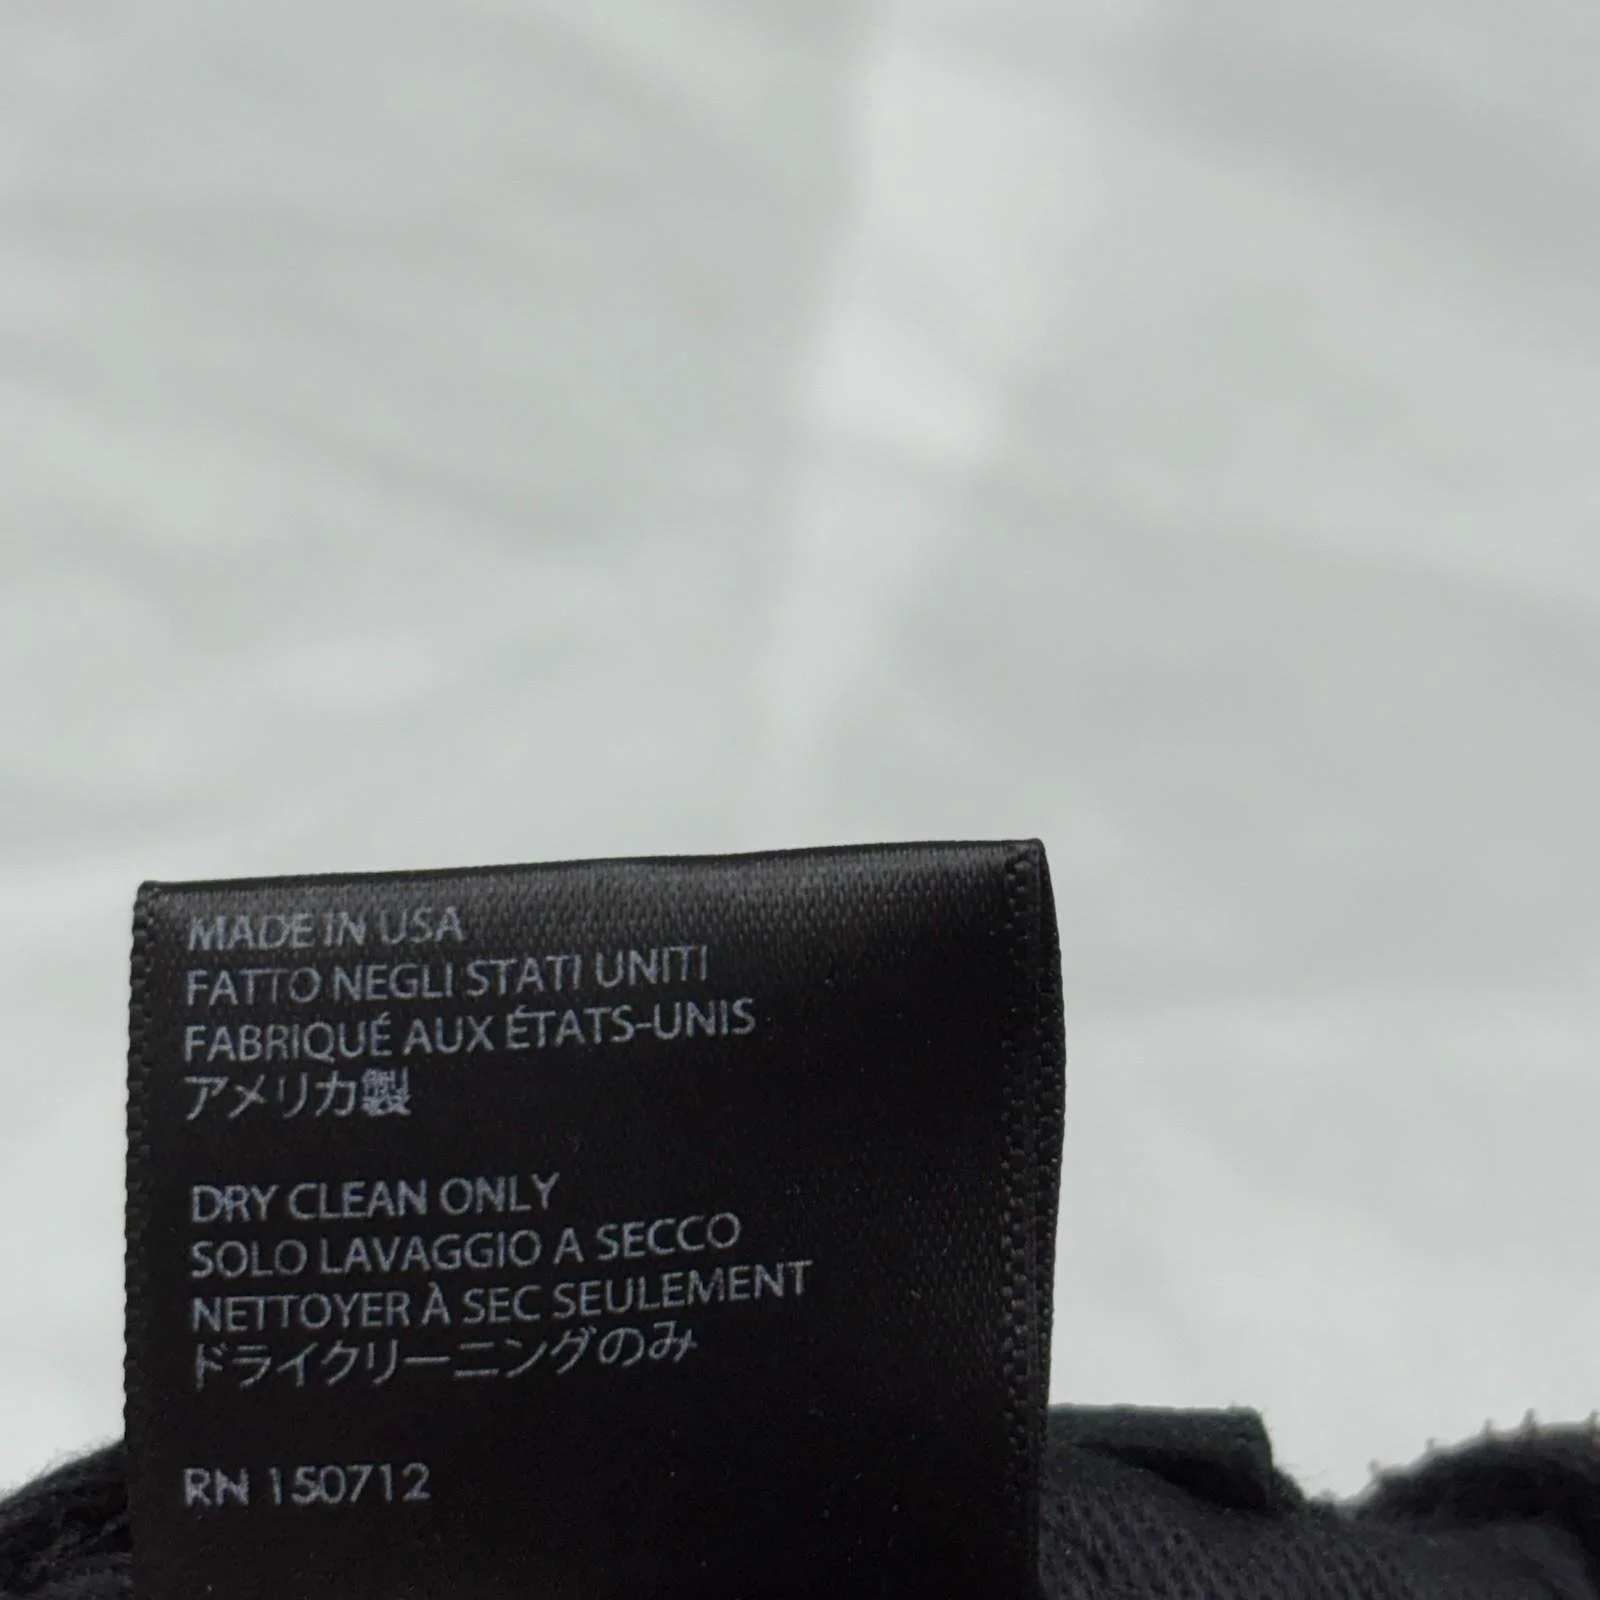 MADE IN USA
FATTO NEGLI STATI UNITI
FABRIQUÉ AUX ÉTATS-UNIS
アメリカ製
DRY CLEAN ONLY
SOLO LAVAGGIO A SECCO
NETTOYER À SEC SEULEMENT
ドライクリーニングのみ
RN 150712